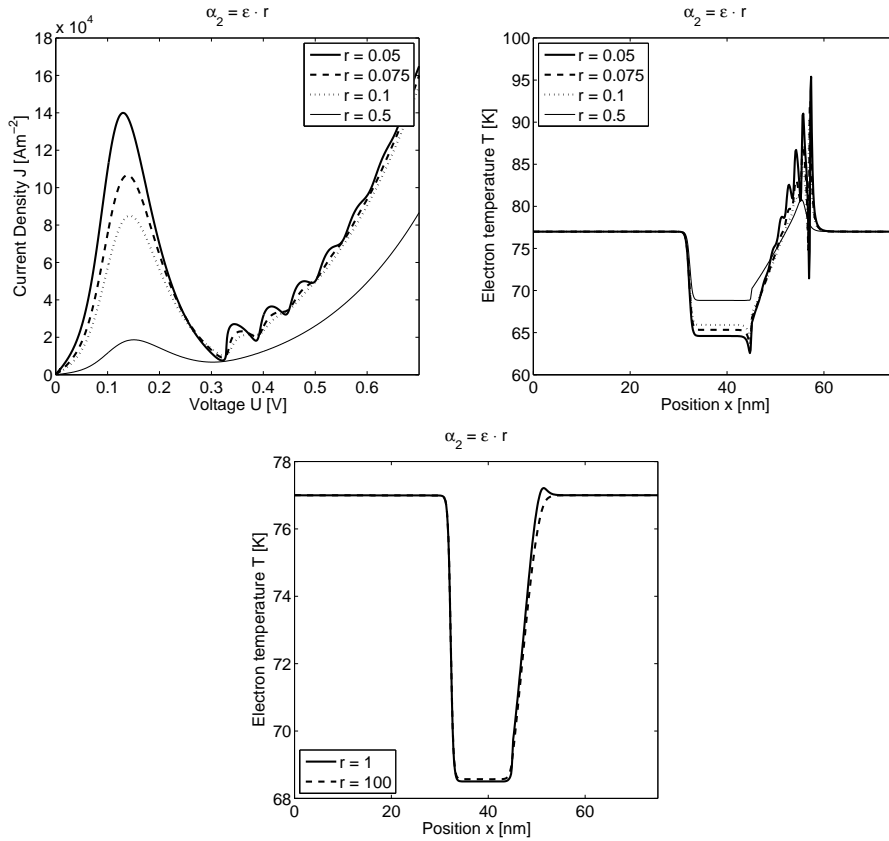 α₂ = ε · r
x 10⁴
18
16
14
12
10
8
6
4
2
0
Current Density J [Am⁻²]
0 0.1 0.2 0.3 0.4 0.5 0.6
Voltage U [V]
r = 0.05
r = 0.075
r = 0.1
r = 0.5
α₂ = ε · r
100
95
90
85
80
75
70
65
60
Electron temperature T [K]
0 20 40 60
Position x [nm]
r = 0.05
r = 0.075
r = 0.1
r = 0.5
α₂ = ε · r
78
76
74
72
70
68
Electron temperature T [K]
0 20 40 60
Position x [nm]
r = 1
r = 100